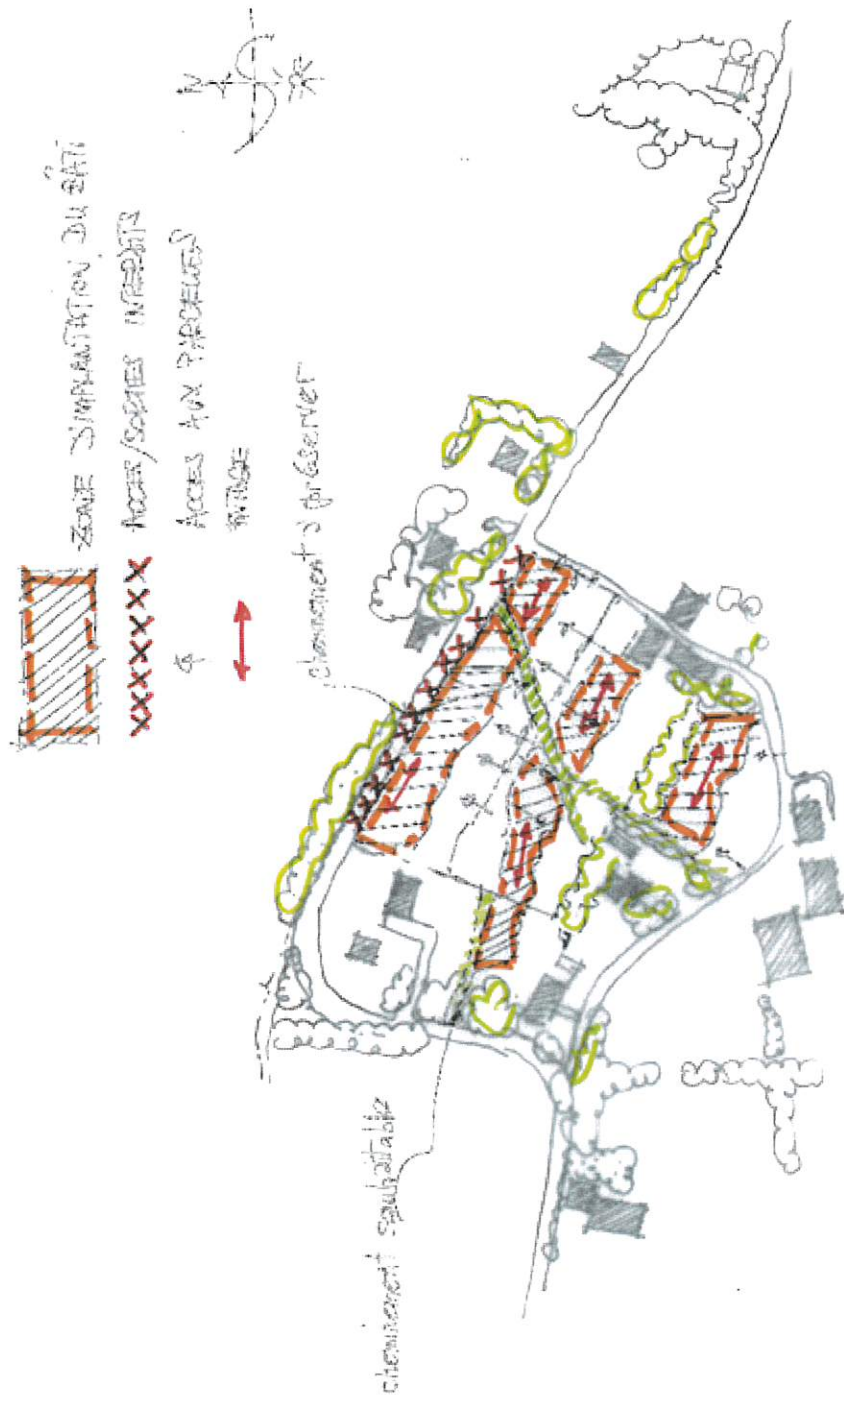 N
ZONE D'IMPLANTATION DU BÂTI
ACCES/SORTIES INTERDITS
ACCES AUX PARCELLES
FAITAGE
cheminement à préserver
cheminement souhaitable